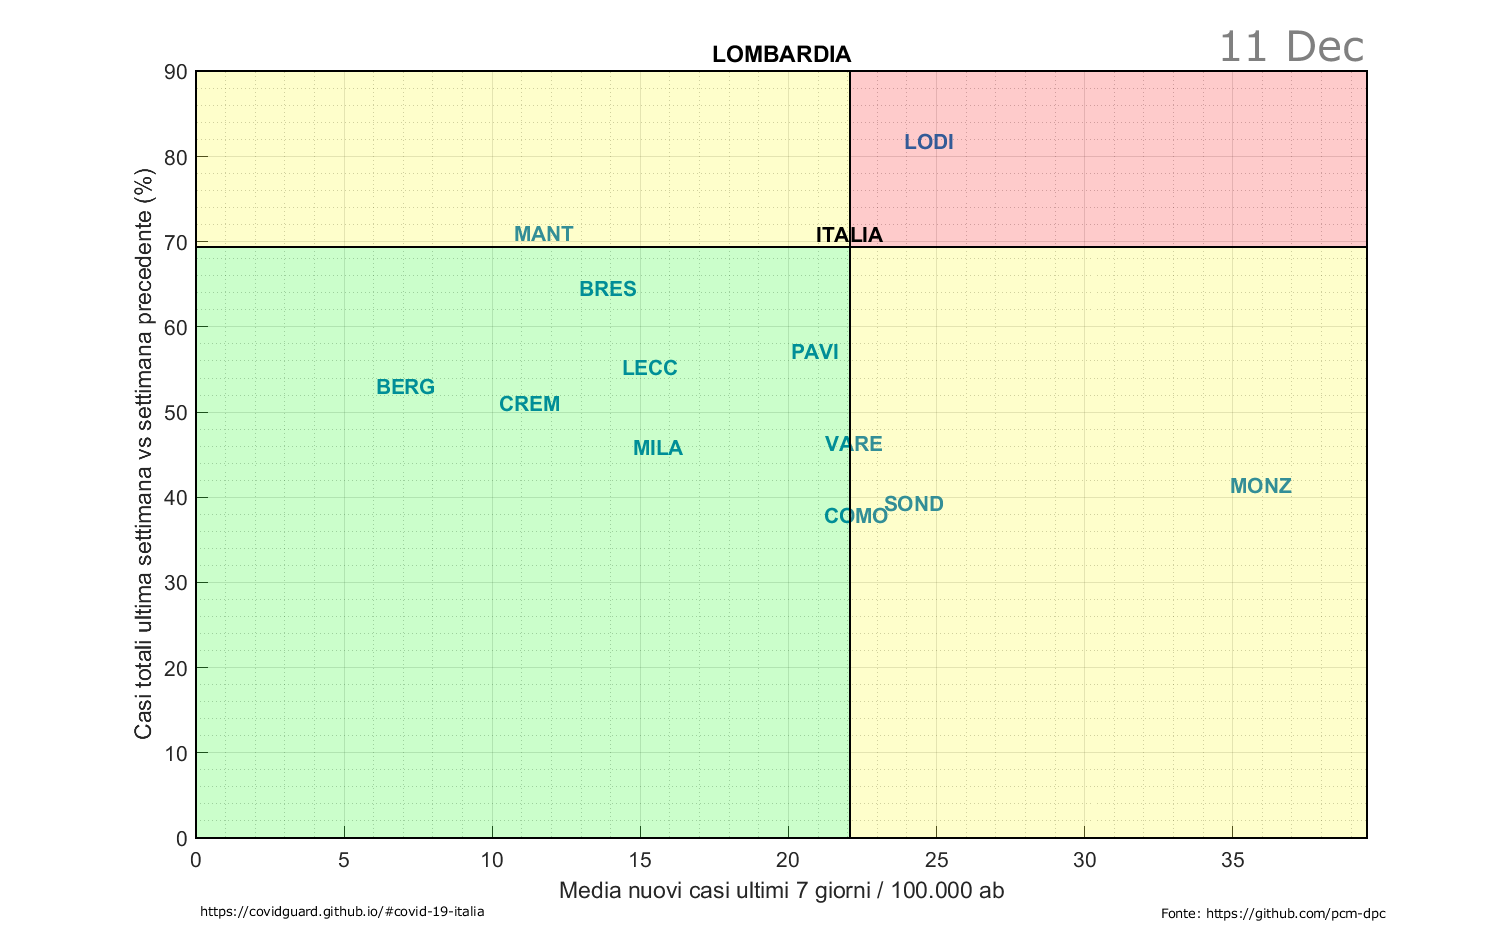 11 Dec
LOMBARDIA
90
80
70
60
50
40
30
20
10
0
Casi totali ultima settimana vs settimana precedente (%)
LODI
MANT
ITALIA
BRES
PAVI
LECC
BERG
CREM
VARE
MILA
MONZ
SOND
COMO
0 5 10 15 20 25 30 35
Media nuovi casi ultimi 7 giorni / 100.000 ab
https://covidguard.github.io/#covid-19-italia
Fonte: https://github.com/pcm-dpc